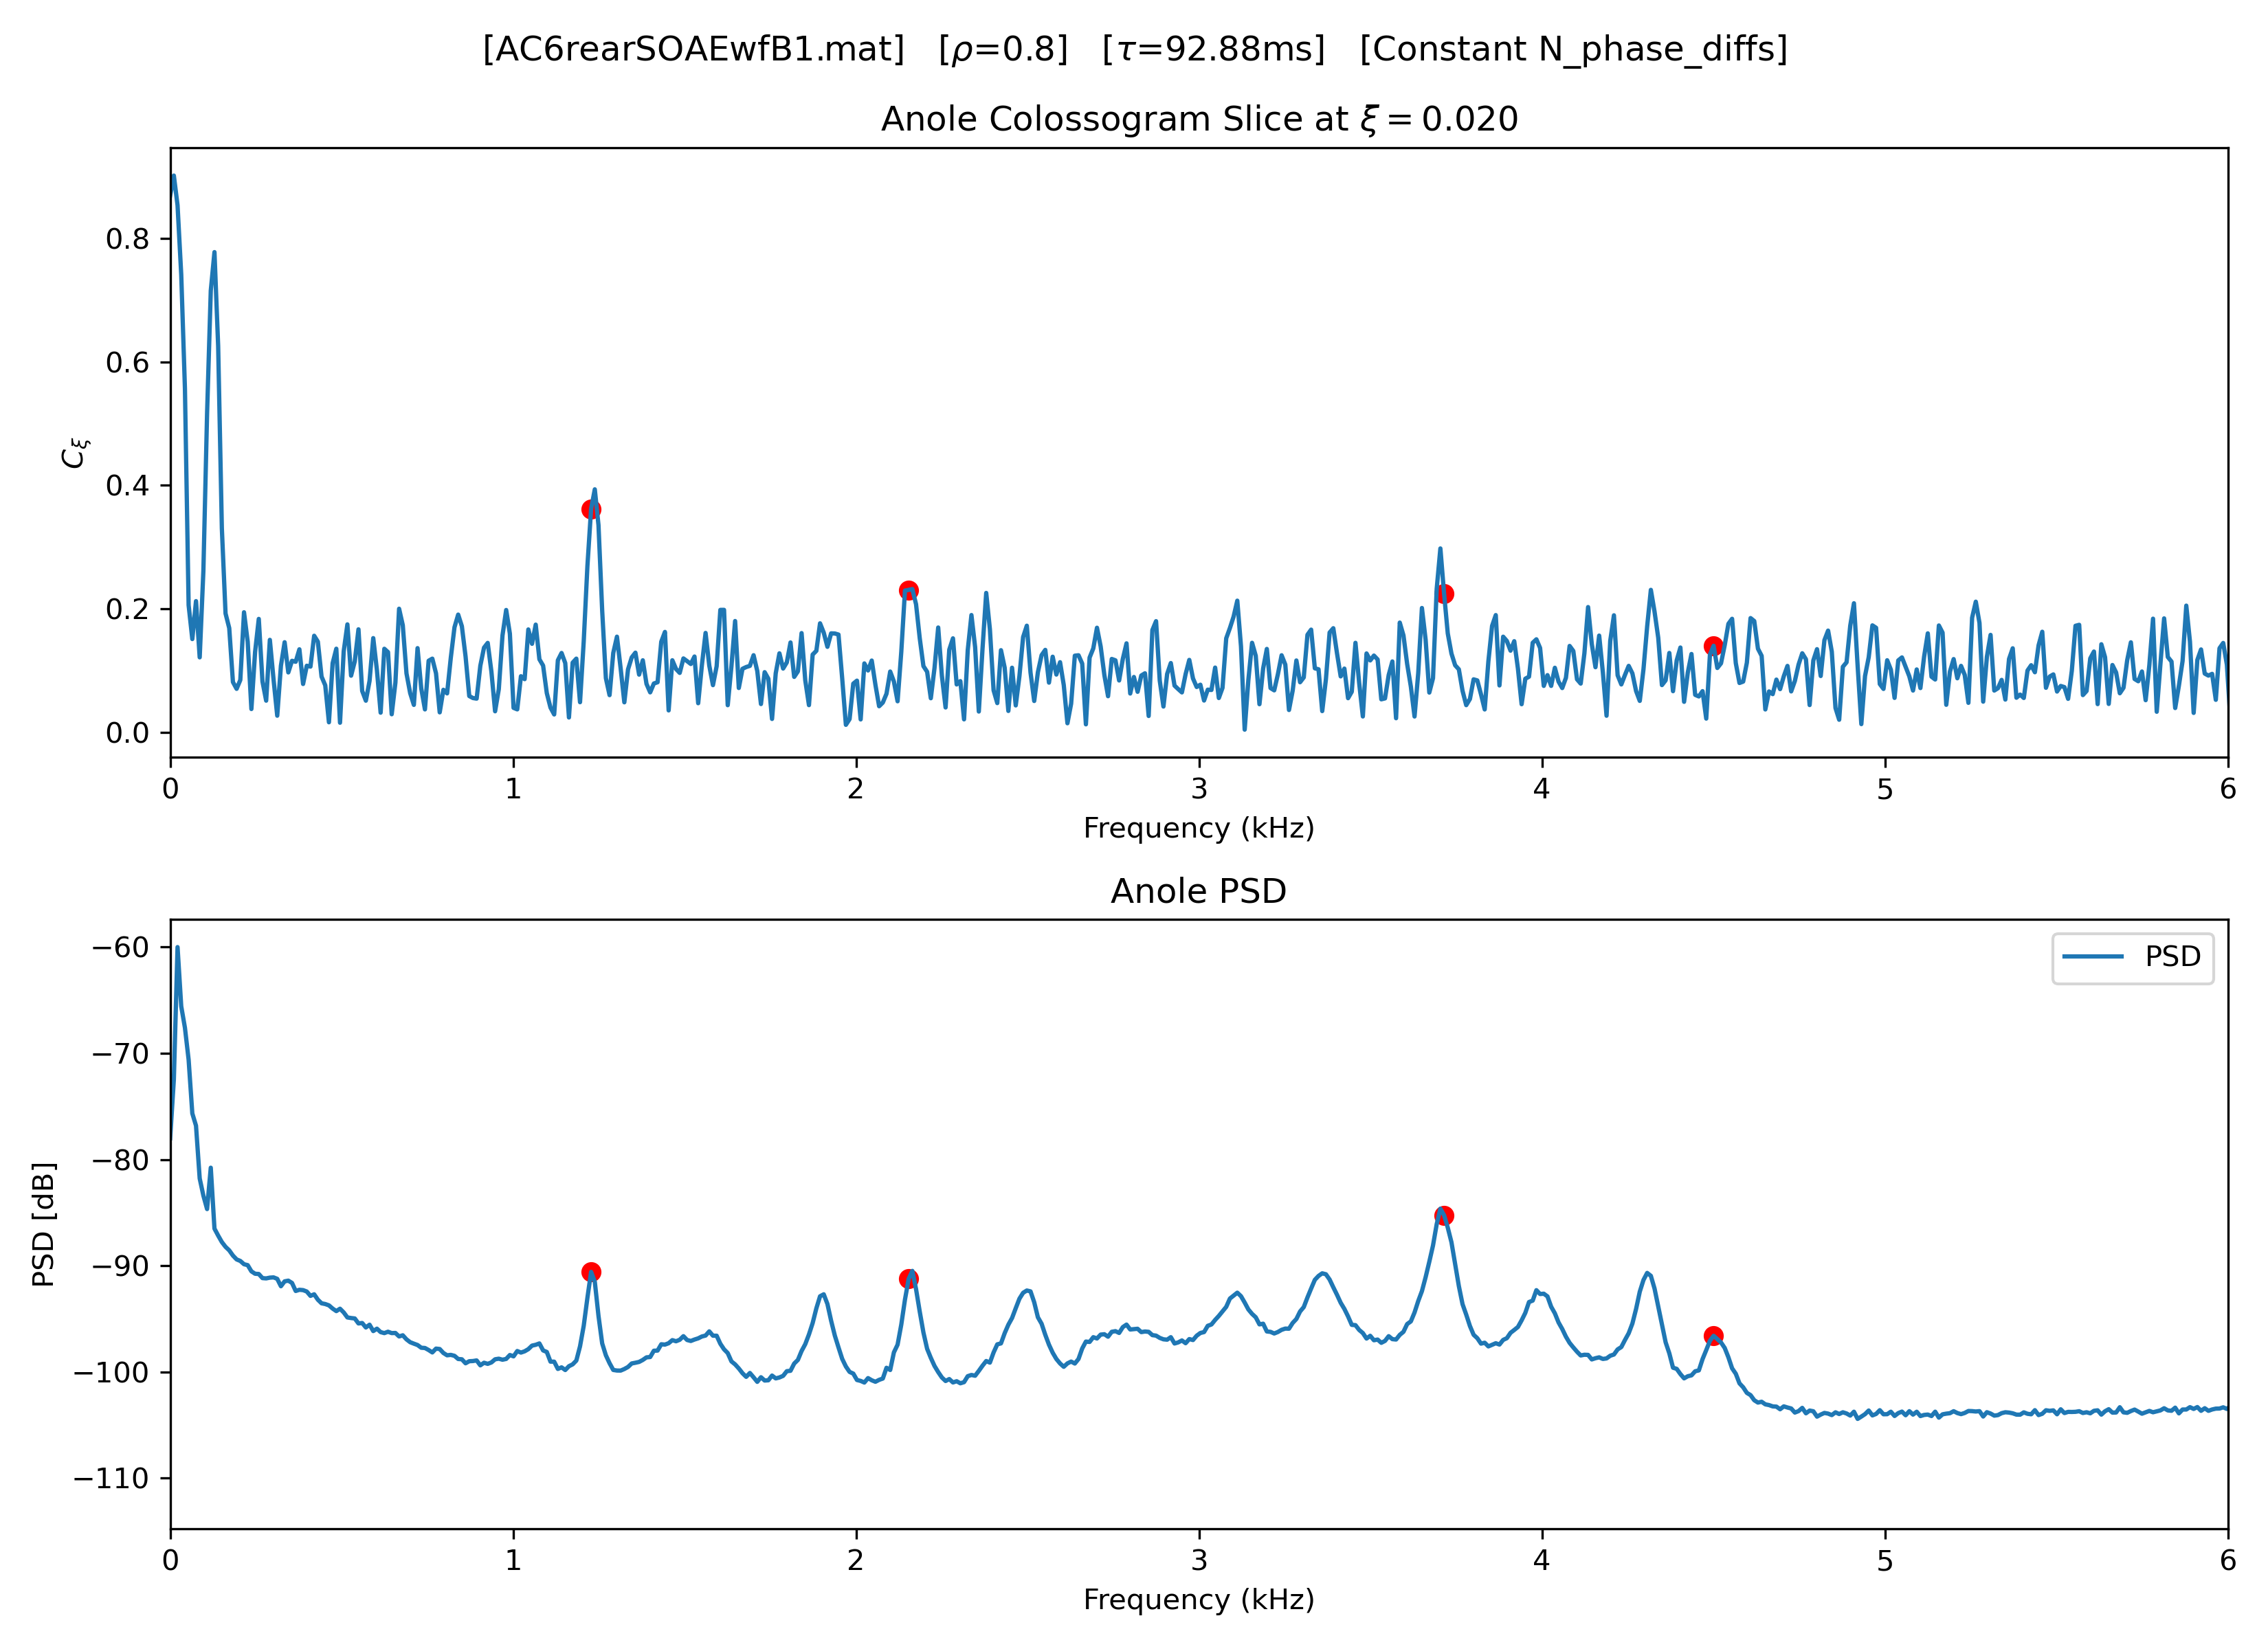 [AC6rearSOAEwfB1.mat]   [ρ=0.8]   [τ=92.88ms]   [Constant N_phase_diffs]
Anole Colossogram Slice at ξ = 0.020
0.8
0.6
0.4
0.2
0.0
C_ξ
0 1 2 3 4 5 6
Frequency (kHz)
Anole PSD
−60
−70
−80
−90
−100
−110
PSD [dB]
PSD
0 1 2 3 4 5 6
Frequency (kHz)